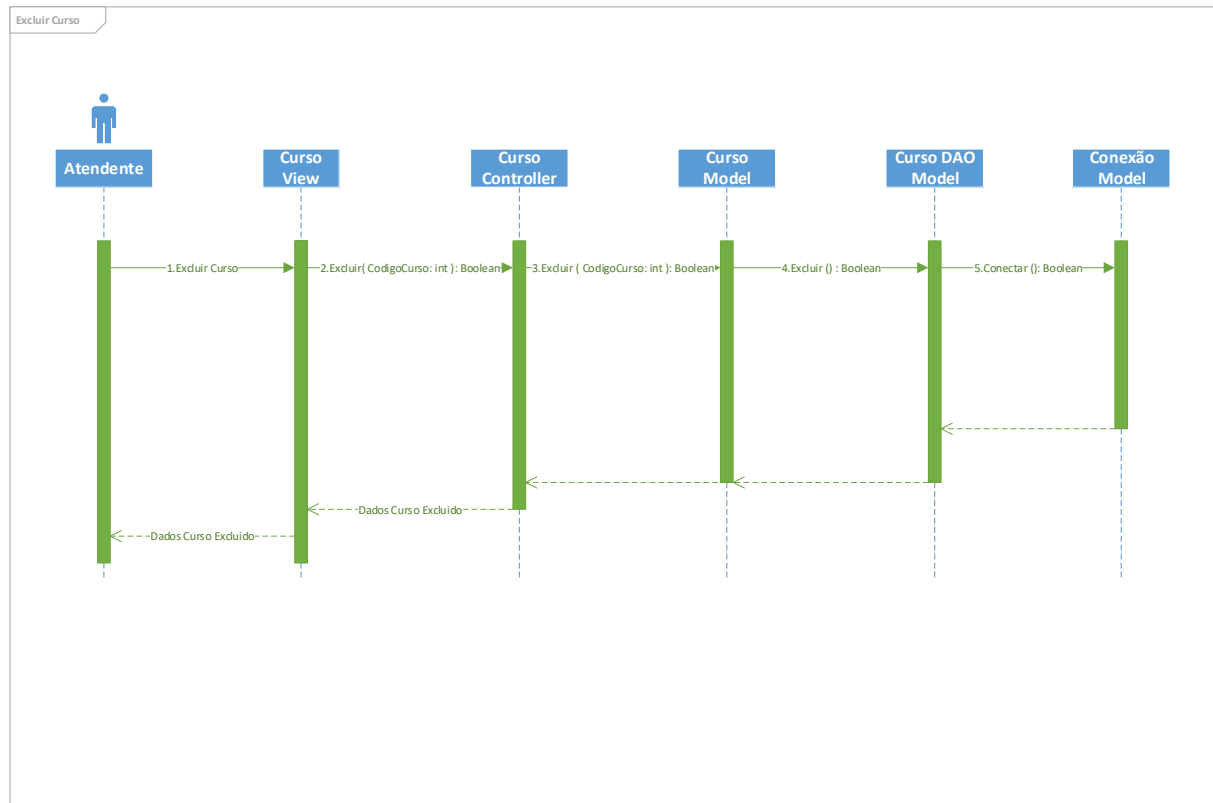 Excluir Curso
Atendente
Curso
View
Curso
Controller
Curso
Model
Curso DAO
Model
Conexão
Model
1.Excluir Curso
2.Excluir( CodigoCurso: int ): Boolean
3.Excluir ( CodigoCurso: int ): Boolean
4.Excluir () : Boolean
5.Conectar (): Boolean
Dados Curso Excluido
Dados Curso Excluido